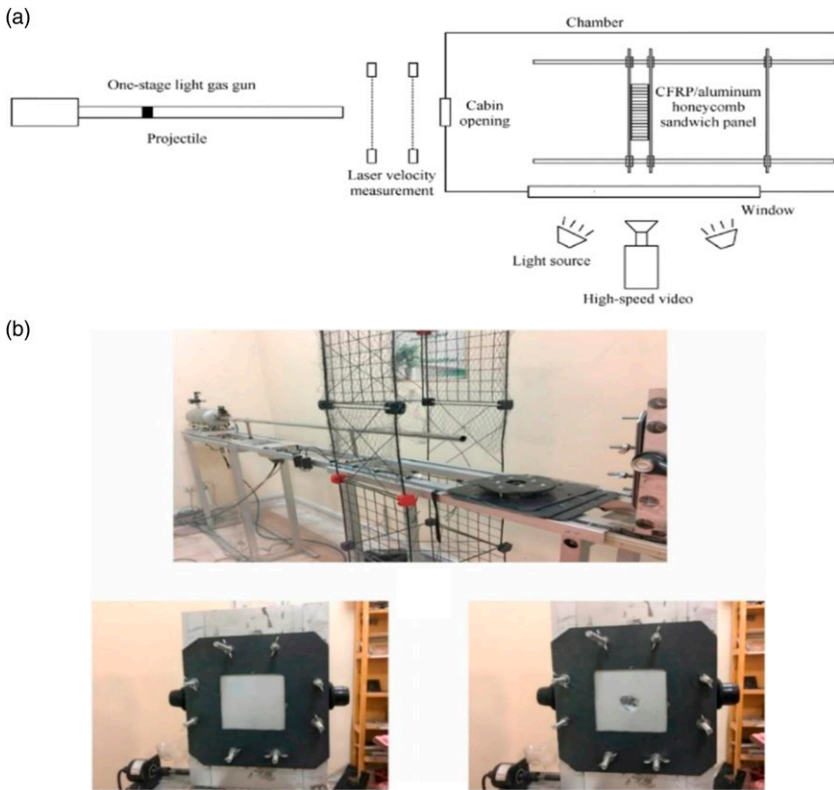 (a)
Chamber
One-stage light gas gun
Projectile
Cabin
opening
CFRP/aluminum
honeycomb
sandwich panel
Laser velocity
measurement
Window
Light source
High-speed video
(b)